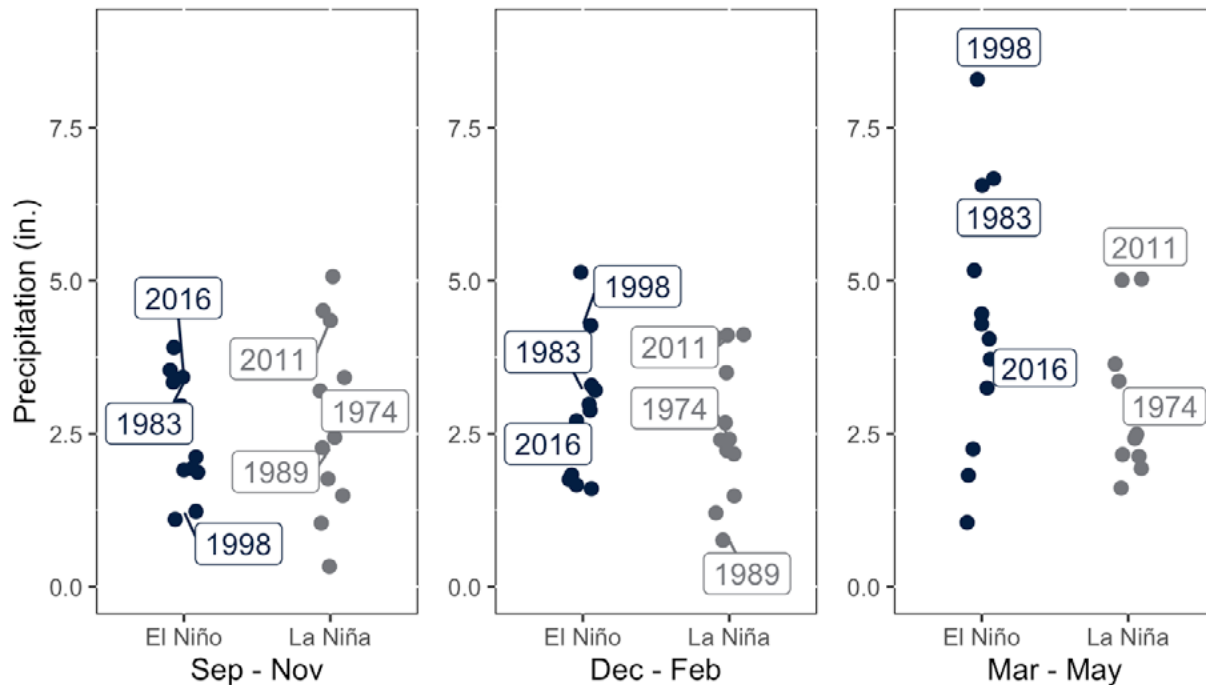 Precipitation (in.)
7.5
5.0
2.5
0.0
2016
1983
1998
2011
1974
1989
El Niño
La Niña
Sep - Nov
7.5
5.0
2.5
0.0
1998
1983
2016
2011
1974
1989
El Niño
La Niña
Dec - Feb
7.5
5.0
2.5
0.0
1998
1983
2016
2011
1974
El Niño
La Niña
Mar - May